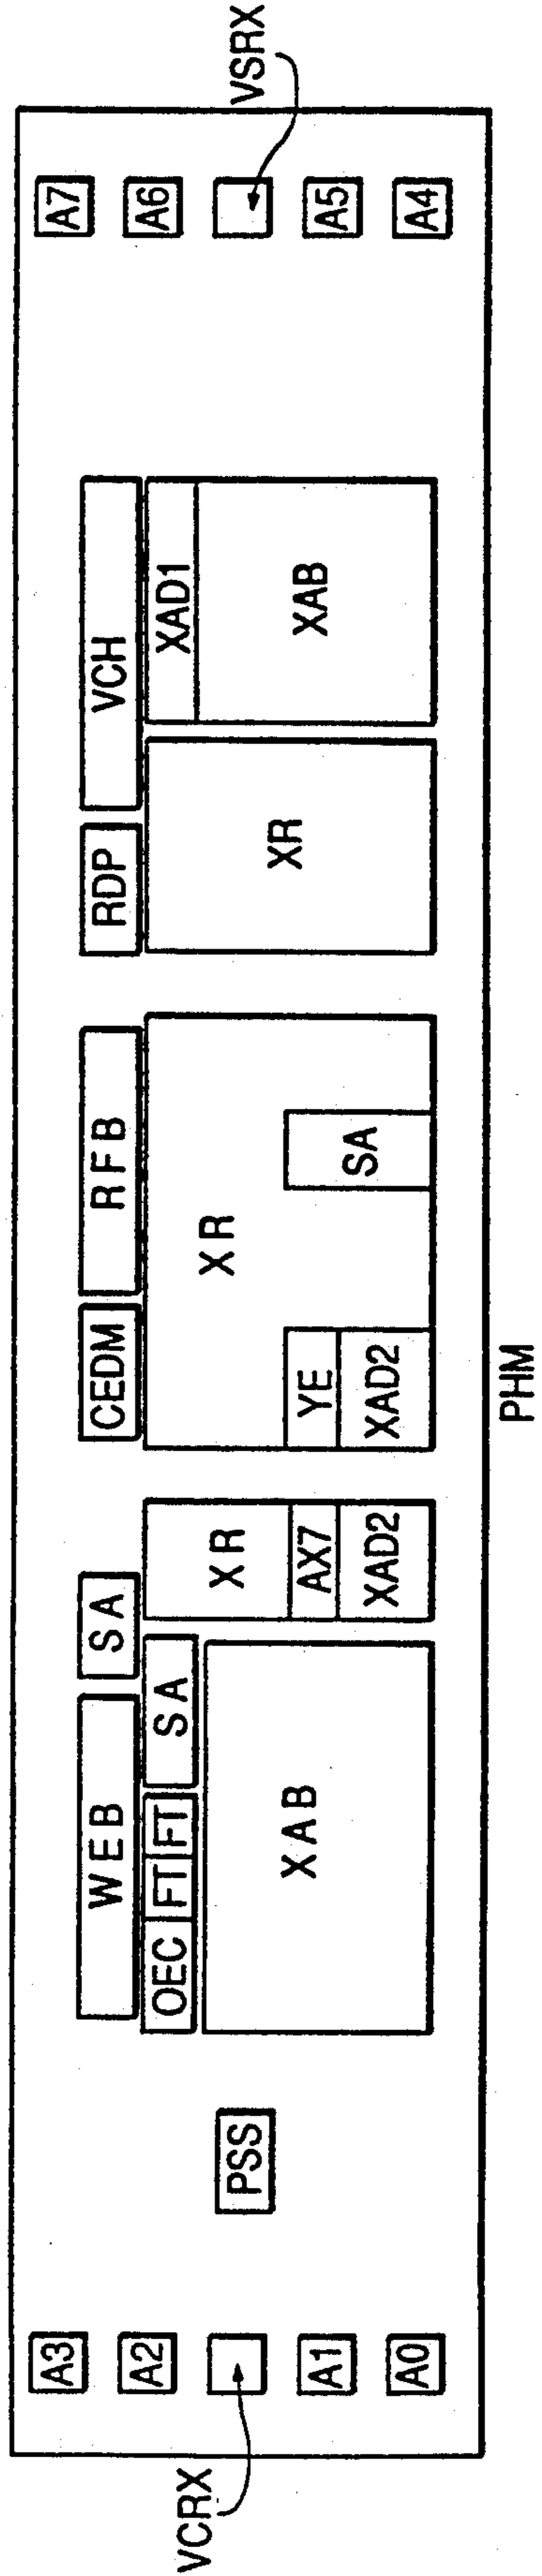 VCRX
A3
A2
A1
A0
PSS
WEB
SA
OEC
FT
FT
SA
XAB
XR
AX7
XAD2
CEDM
RFB
XR
YE
XAD2
SA
RDP
VCH
XR
XAD1
XAB
A7
A6
A5
A4
VSRX
PHM